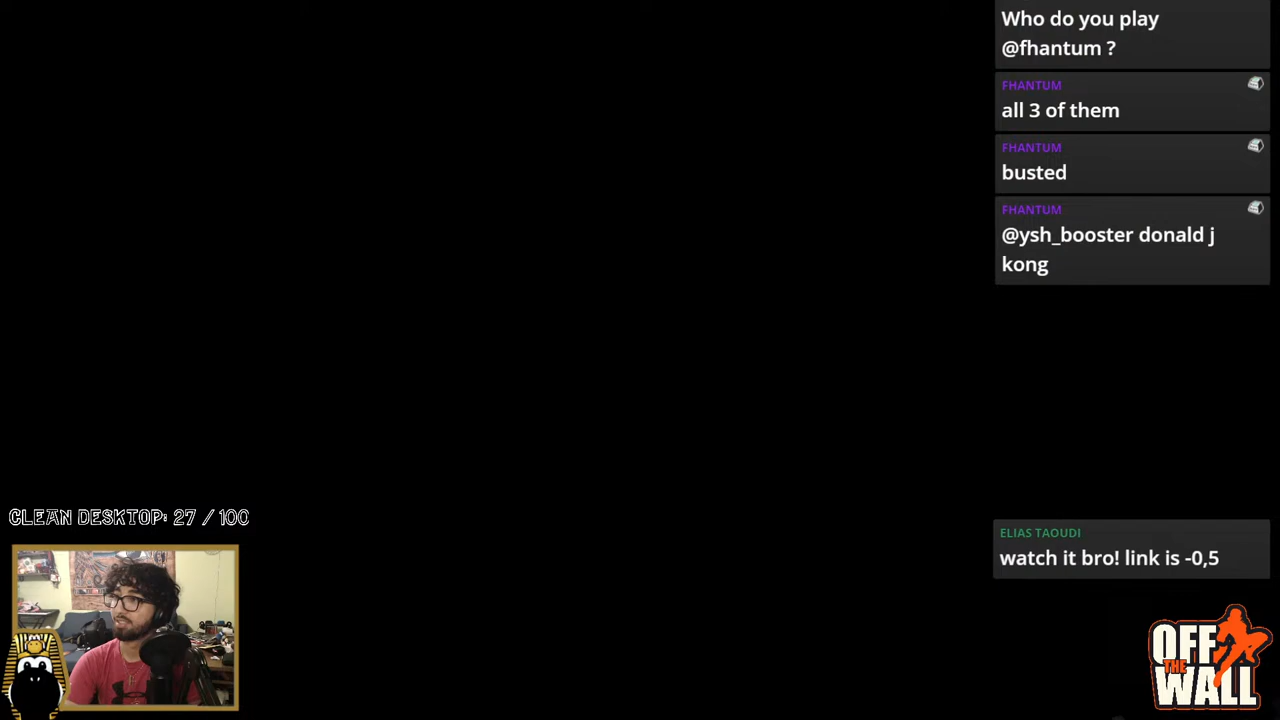 Who do you play
@fhantum ?
FHANTUM
all 3 of them
FHANTUM
busted
FHANTUM
@ysh_booster donald j
kong
CLEAN DESKTOP: 27 / 100
ELIAS TAOUDI
watch it bro! link is -0,5
OFF
THE
WALL